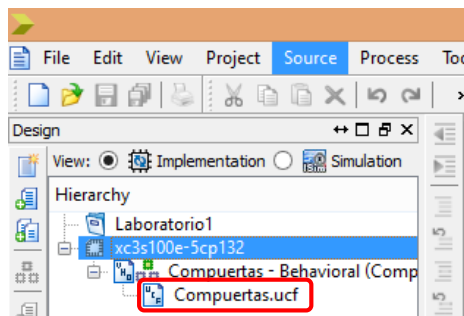 File Edit View Project Source Process Too
Design
View: Implementation Simulation
Hierarchy
Laboratorio1
xc3s100e-5cp132
Compuertas - Behavioral (Comp
Compuertas.ucf